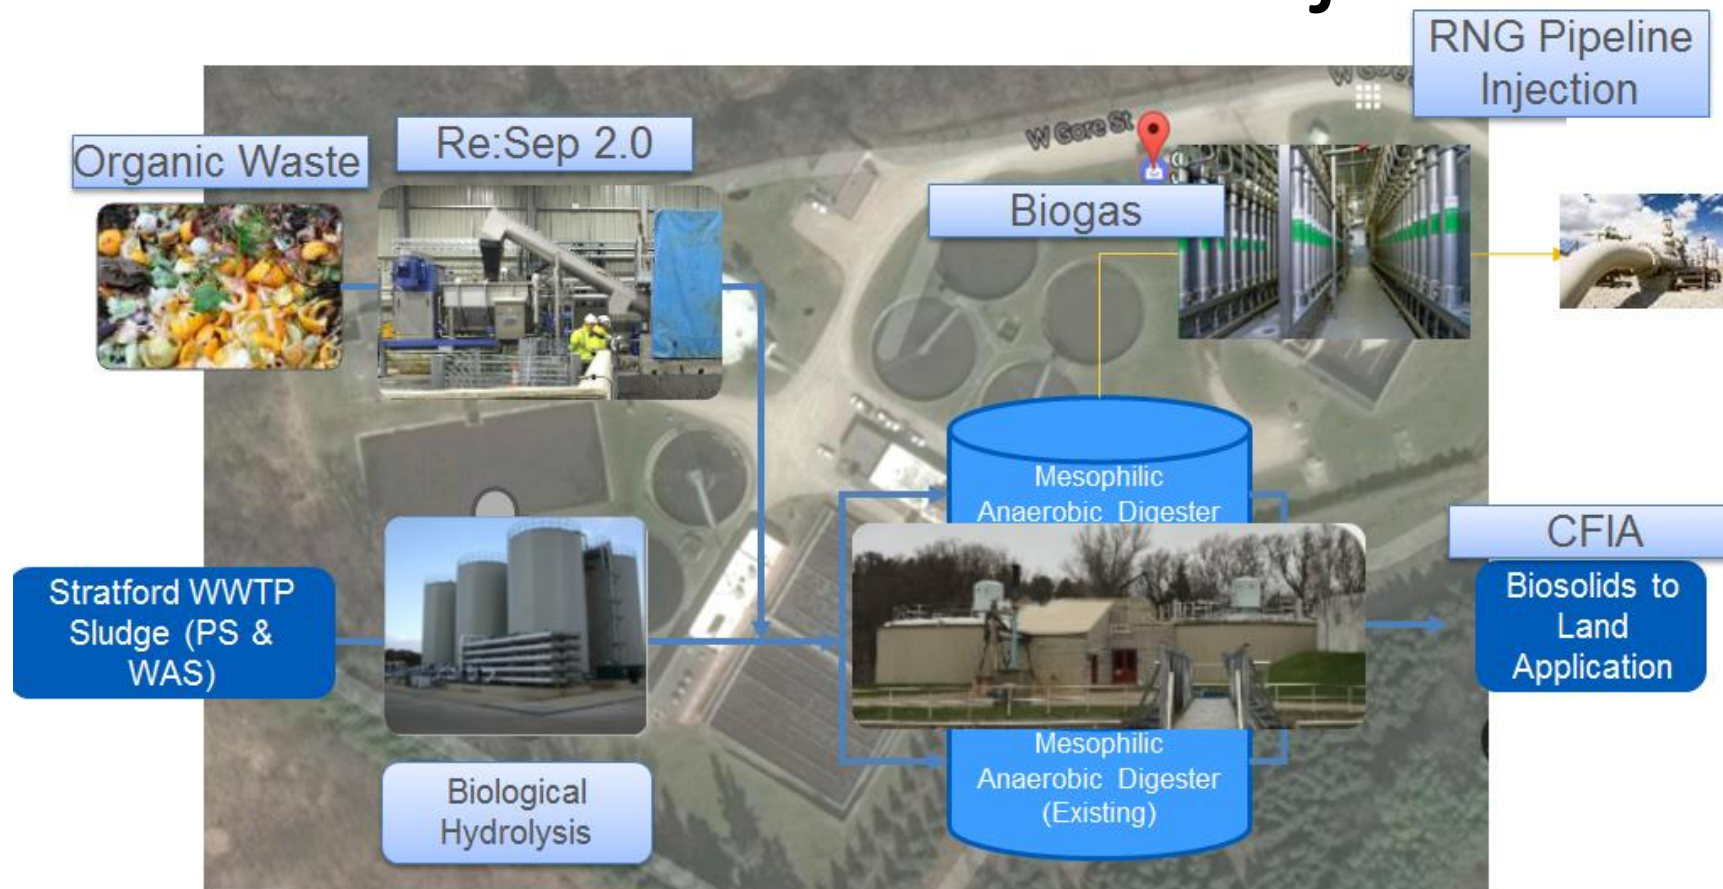 RNG Pipeline
Injection
W Gore St
Organic Waste
Re:Sep 2.0
Biogas
Mesophilic
Anaerobic Digester
CFIA
Stratford WWTP
Sludge (PS &
WAS)
Biosolids to
Land
Application
Mesophilic
Anaerobic Digester
(Existing)
Biological
Hydrolysis